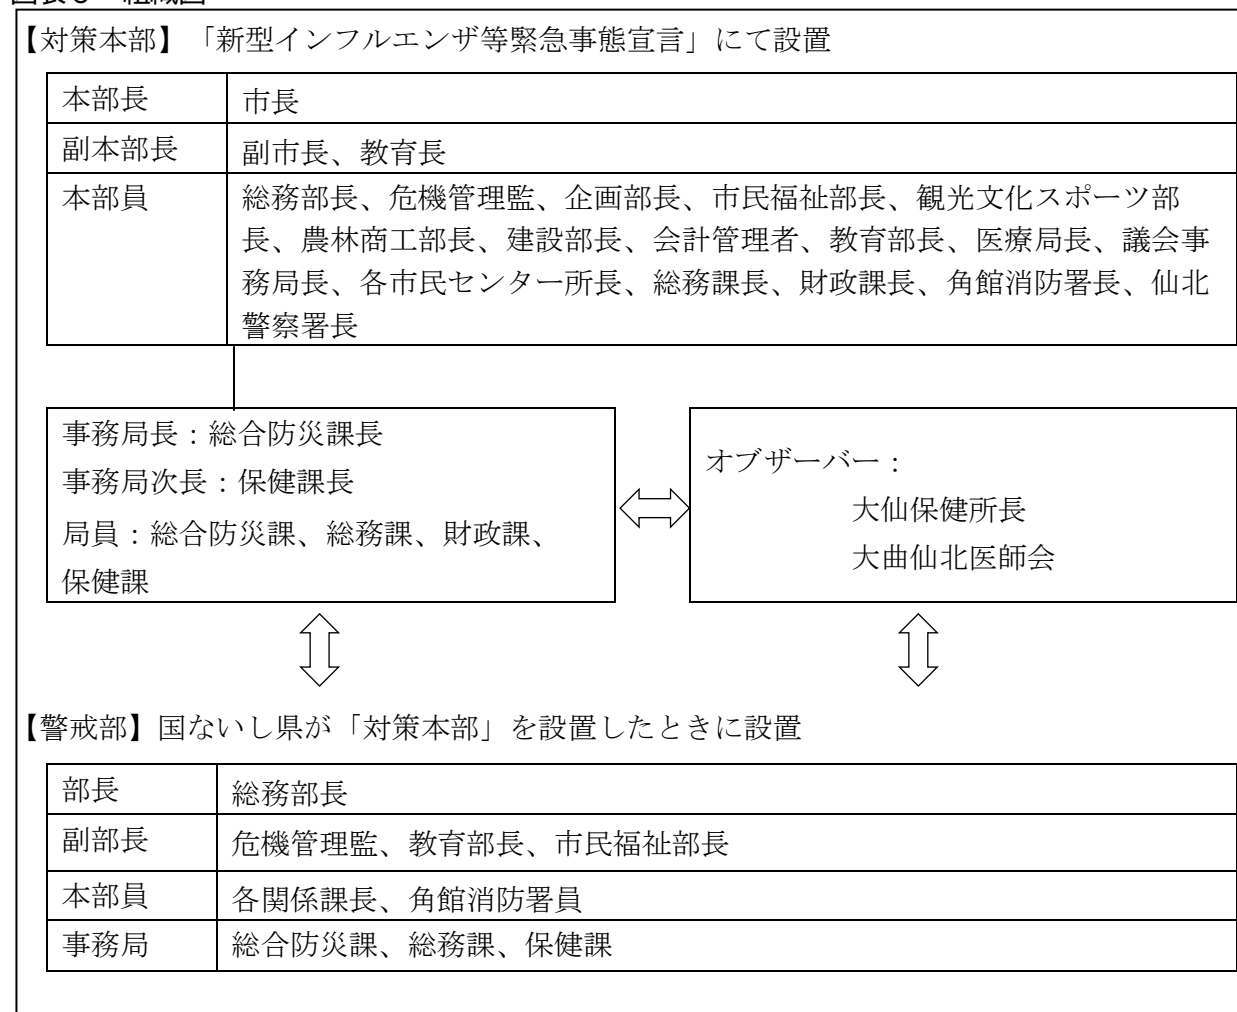 【対策本部】「新型インフルエンザ等緊急事態宣言」にて設置
本部長 市長
副本部長 副市長、教育長
本部員 総務部長、危機管理監、企画部長、市民福祉部長、観光文化スポーツ部
長、農林商工部長、建設部長、会計管理者、教育部長、医療局長、議会事
務局長、各市民センター所長、総務課長、財政課長、角館消防署長、仙北
警察署長
事務局長：総合防災課長
事務局次長：保健課長
局員：総合防災課、総務課、財政課、
保健課
オブザーバー：
大仙保健所長
大曲仙北医師会
【警戒部】国ないし県が「対策本部」を設置したときに設置
部長 総務部長
副部長 危機管理監、教育部長、市民福祉部長
本部員 各関係課長、角館消防署員
事務局 総合防災課、総務課、保健課